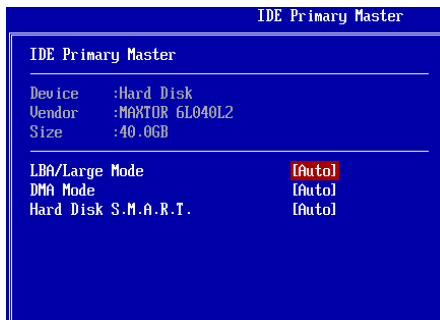 IDE Primary Master
IDE Primary Master
Device :Hard Disk
Vendor :MAXTOR 6L040L2
Size :40.0GB
LBA/Large Mode [Auto]
DMA Mode [Auto]
Hard Disk S.M.A.R.T. [Auto]